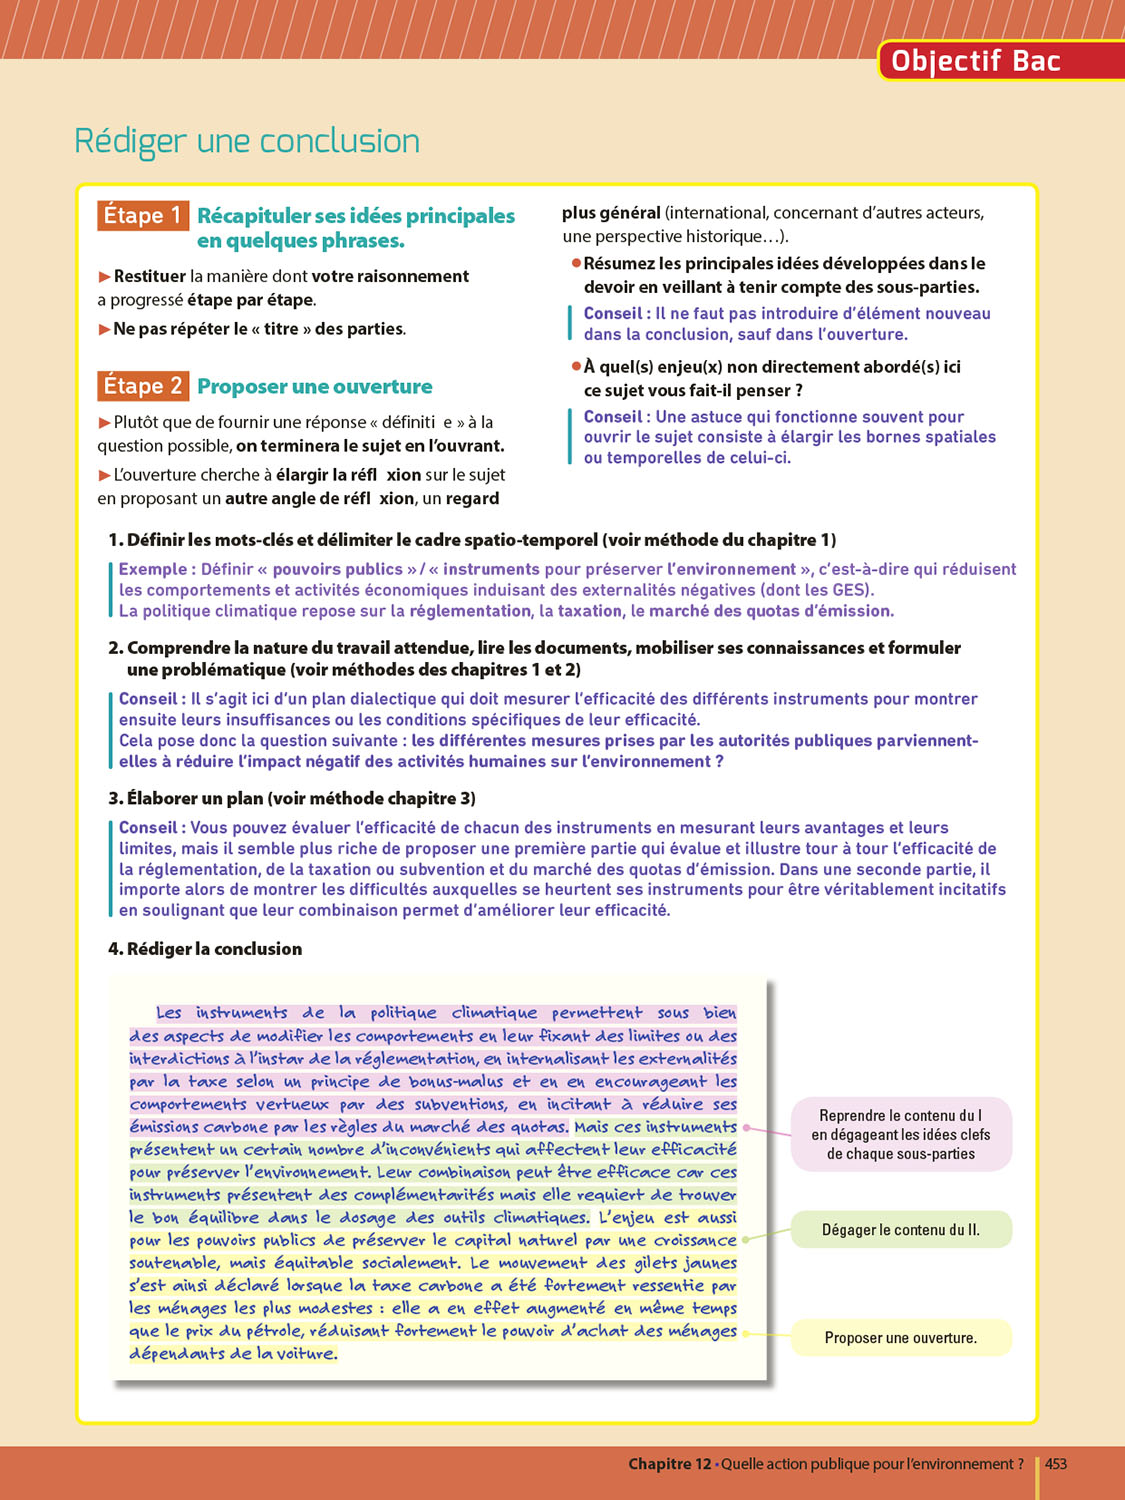 Objectif Bac
Rédiger une conclusion
Étape 1 Récapituler ses idées principales
en quelques phrases.
►Restituer la manière dont votre raisonnement
a progressé étape par étape.
►Ne pas répéter le « titre » des parties.
Étape 2 Proposer une ouverture
►Plutôt que de fournir une réponse « définiti e » à la
question possible, on terminera le sujet en l’ouvrant.
►L’ouverture cherche à élargir la réfl xion sur le sujet
en proposant un autre angle de réfl xion, un regard
plus général (international, concernant d’autres acteurs,
une perspective historique…).
●Résumez les principales idées développées dans le
devoir en veillant à tenir compte des sous-parties.
Conseil : Il ne faut pas introduire d’élément nouveau
dans la conclusion, sauf dans l’ouverture.
●À quel(s) enjeu(x) non directement abordé(s) ici
ce sujet vous fait-il penser ?
Conseil : Une astuce qui fonctionne souvent pour
ouvrir le sujet consiste à élargir les bornes spatiales
ou temporelles de celui-ci.
1. Définir les mots-clés et délimiter le cadre spatio-temporel (voir méthode du chapitre 1)
Exemple : Définir « pouvoirs publics » / « instruments pour préserver l’environnement », c’est-à-dire qui réduisent
les comportements et activités économiques induisant des externalités négatives (dont les GES).
La politique climatique repose sur la réglementation, la taxation, le marché des quotas d’émission.
2. Comprendre la nature du travail attendue, lire les documents, mobiliser ses connaissances et formuler
une problématique (voir méthodes des chapitres 1 et 2)
Conseil : Il s’agit ici d’un plan dialectique qui doit mesurer l’efficacité des différents instruments pour montrer
ensuite leurs insuffisances ou les conditions spécifiques de leur efficacité.
Cela pose donc la question suivante : les différentes mesures prises par les autorités publiques parviennent-
elles à réduire l’impact négatif des activités humaines sur l’environnement ?
3. Élaborer un plan (voir méthode chapitre 3)
Conseil : Vous pouvez évaluer l’efficacité de chacun des instruments en mesurant leurs avantages et leurs
limites, mais il semble plus riche de proposer une première partie qui évalue et illustre tour à tour l’efficacité de
la réglementation, de la taxation ou subvention et du marché des quotas d’émission. Dans une seconde partie, il
importe alors de montrer les difficultés auxquelles se heurtent ses instruments pour être véritablement incitatifs
en soulignant que leur combinaison permet d’améliorer leur efficacité.
4. Rédiger la conclusion
Les instruments de la politique climatique permettent sous bien
des aspects de modifier les comportements en leur fixant des limites ou des
interdictions à l’instar de la réglementation, en internalisant les externalités
par la taxe selon un principe de bonus-malus et en en encourageant les
comportements vertueux par des subventions, en incitant à réduire ses
émissions carbone par les règles du marché des quotas. Mais ces instruments
présentent un certain nombre d’inconvénients qui affectent leur efficacité
pour préserver l’environnement. Leur combinaison peut être efficace car ces
instruments présentent des complémentarités mais elle requiert de trouver
le bon équilibre dans le dosage des outils climatiques. L’enjeu est aussi
pour les pouvoirs publics de préserver le capital naturel par une croissance
soutenable, mais équitable socialement. Le mouvement des gilets jaunes
s’est ainsi déclaré lorsque la taxe carbone a été fortement ressentie par
les ménages les plus modestes : elle a en effet augmenté en même temps
que le prix du pétrole, réduisant fortement le pouvoir d’achat des ménages
dépendants de la voiture.
Reprendre le contenu du I
en dégageant les idées clefs
de chaque sous-parties
Dégager le contenu du II.
Proposer une ouverture.
Chapitre 12 • Quelle action publique pour l’environnement ? 453